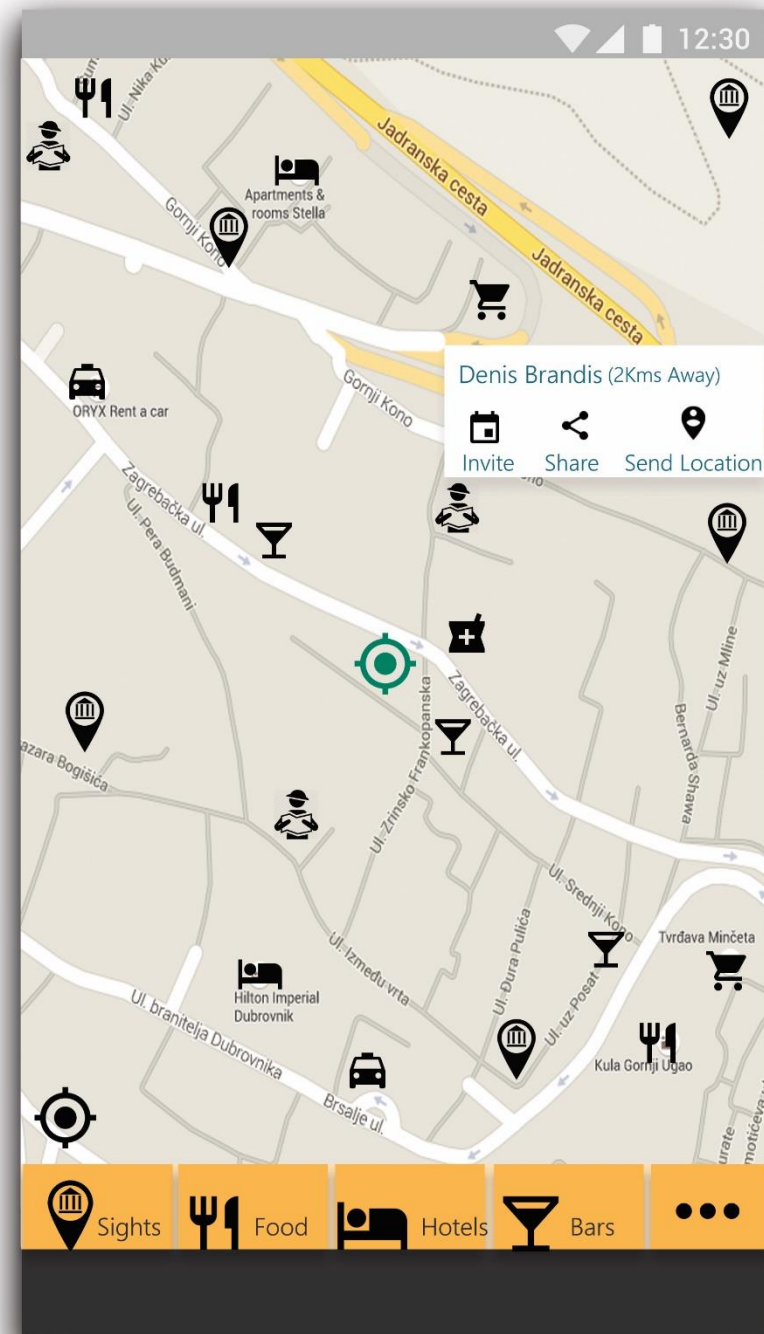 12:30
Ul. Nika Ku
Jadranska cesta
Apartments &
rooms Stella
Gornji Kono
Jadranska cesta
Denis Brandis (2Kms Away)
ORYX Rent a car
Gornji Kono
Invite Share Send Location
Zagrebačka ul.
Ul. Pera Budmani
Ul. uz Mline
Zagrebačka ul.
Bernarda Shawa
azara Bogišića
Ul. Zrinsko Frankopanska
Ul. Srednji Kono
Ul. Đura Pulića
Tvrđava Minčeta
Ul. Između vrta
Ul. uz Posat
Hilton Imperial
Dubrovnik
Ul. branitelja Dubrovnika
Kula Gornji Ugao
Brsalje ul.
Sights Food Hotels Bars